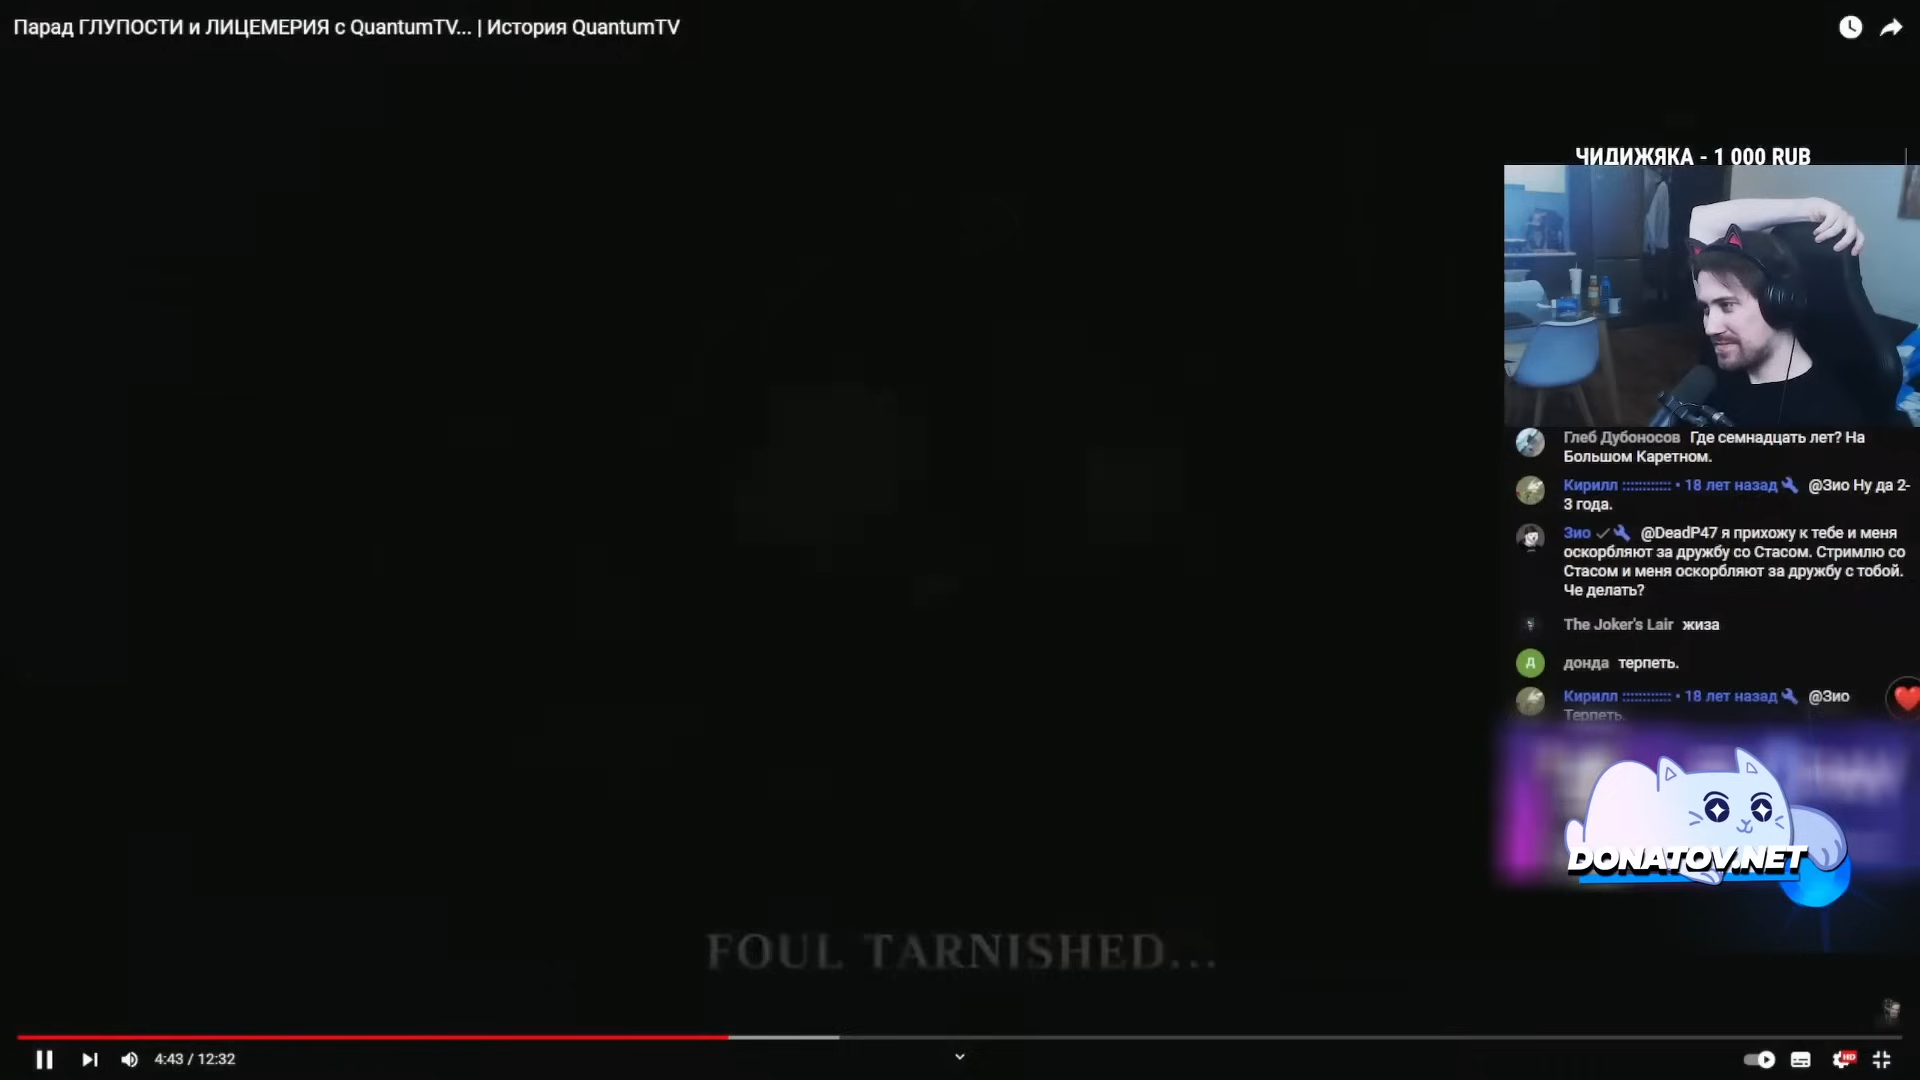 Парад ГЛУПОСТИ и ЛИЦЕМЕРИЯ с QuantumTV... | История QuantumTV
ЧИДИЖЯКА - 1 000 RUB
Глеб Дубоносов Где семнадцать лет? На
Большом Каретном.
Кирилл :::::::::::: • 18 лет назад @Зио Ну да 2-
3 года.
Зио @DeadP47 я прихожу к тебе и меня
оскорбляют за дружбу со Стасом. Стримлю со
Стасом и меня оскорбляют за дружбу с тобой.
Че делать?
The Joker's Lair жиза
Д донда терпеть.
Кирилл :::::::::::: • 18 лет назад @Зио
Терпеть.
DONATOV.NET
FOUL TARNISHED...
4:43 / 12:32
HD